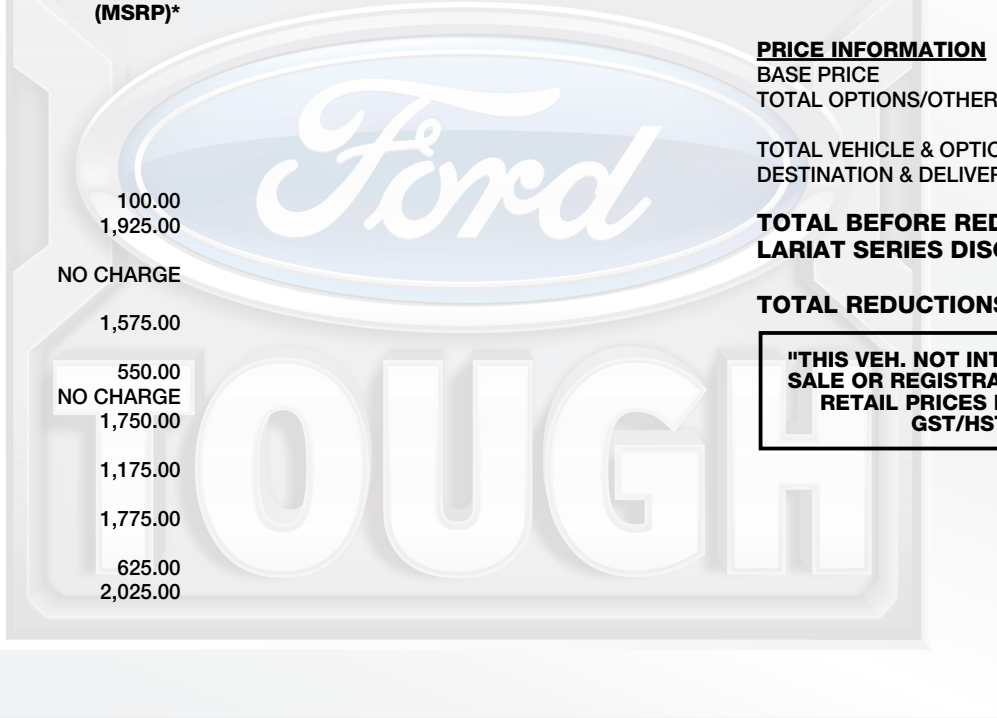 (MSRP)*
100.00
1,925.00
NO CHARGE
1,575.00
550.00
NO CHARGE
1,750.00
1,175.00
1,775.00
625.00
2,025.00
Ford
TOUGH
PRICE INFORMATION
BASE PRICE
TOTAL OPTIONS/OTHER
TOTAL VEHICLE & OPTIO
DESTINATION & DELIVER
TOTAL BEFORE RED
LARIAT SERIES DISC
TOTAL REDUCTIONS
"THIS VEH. NOT INT
SALE OR REGISTRA
RETAIL PRICES I
GST/HST